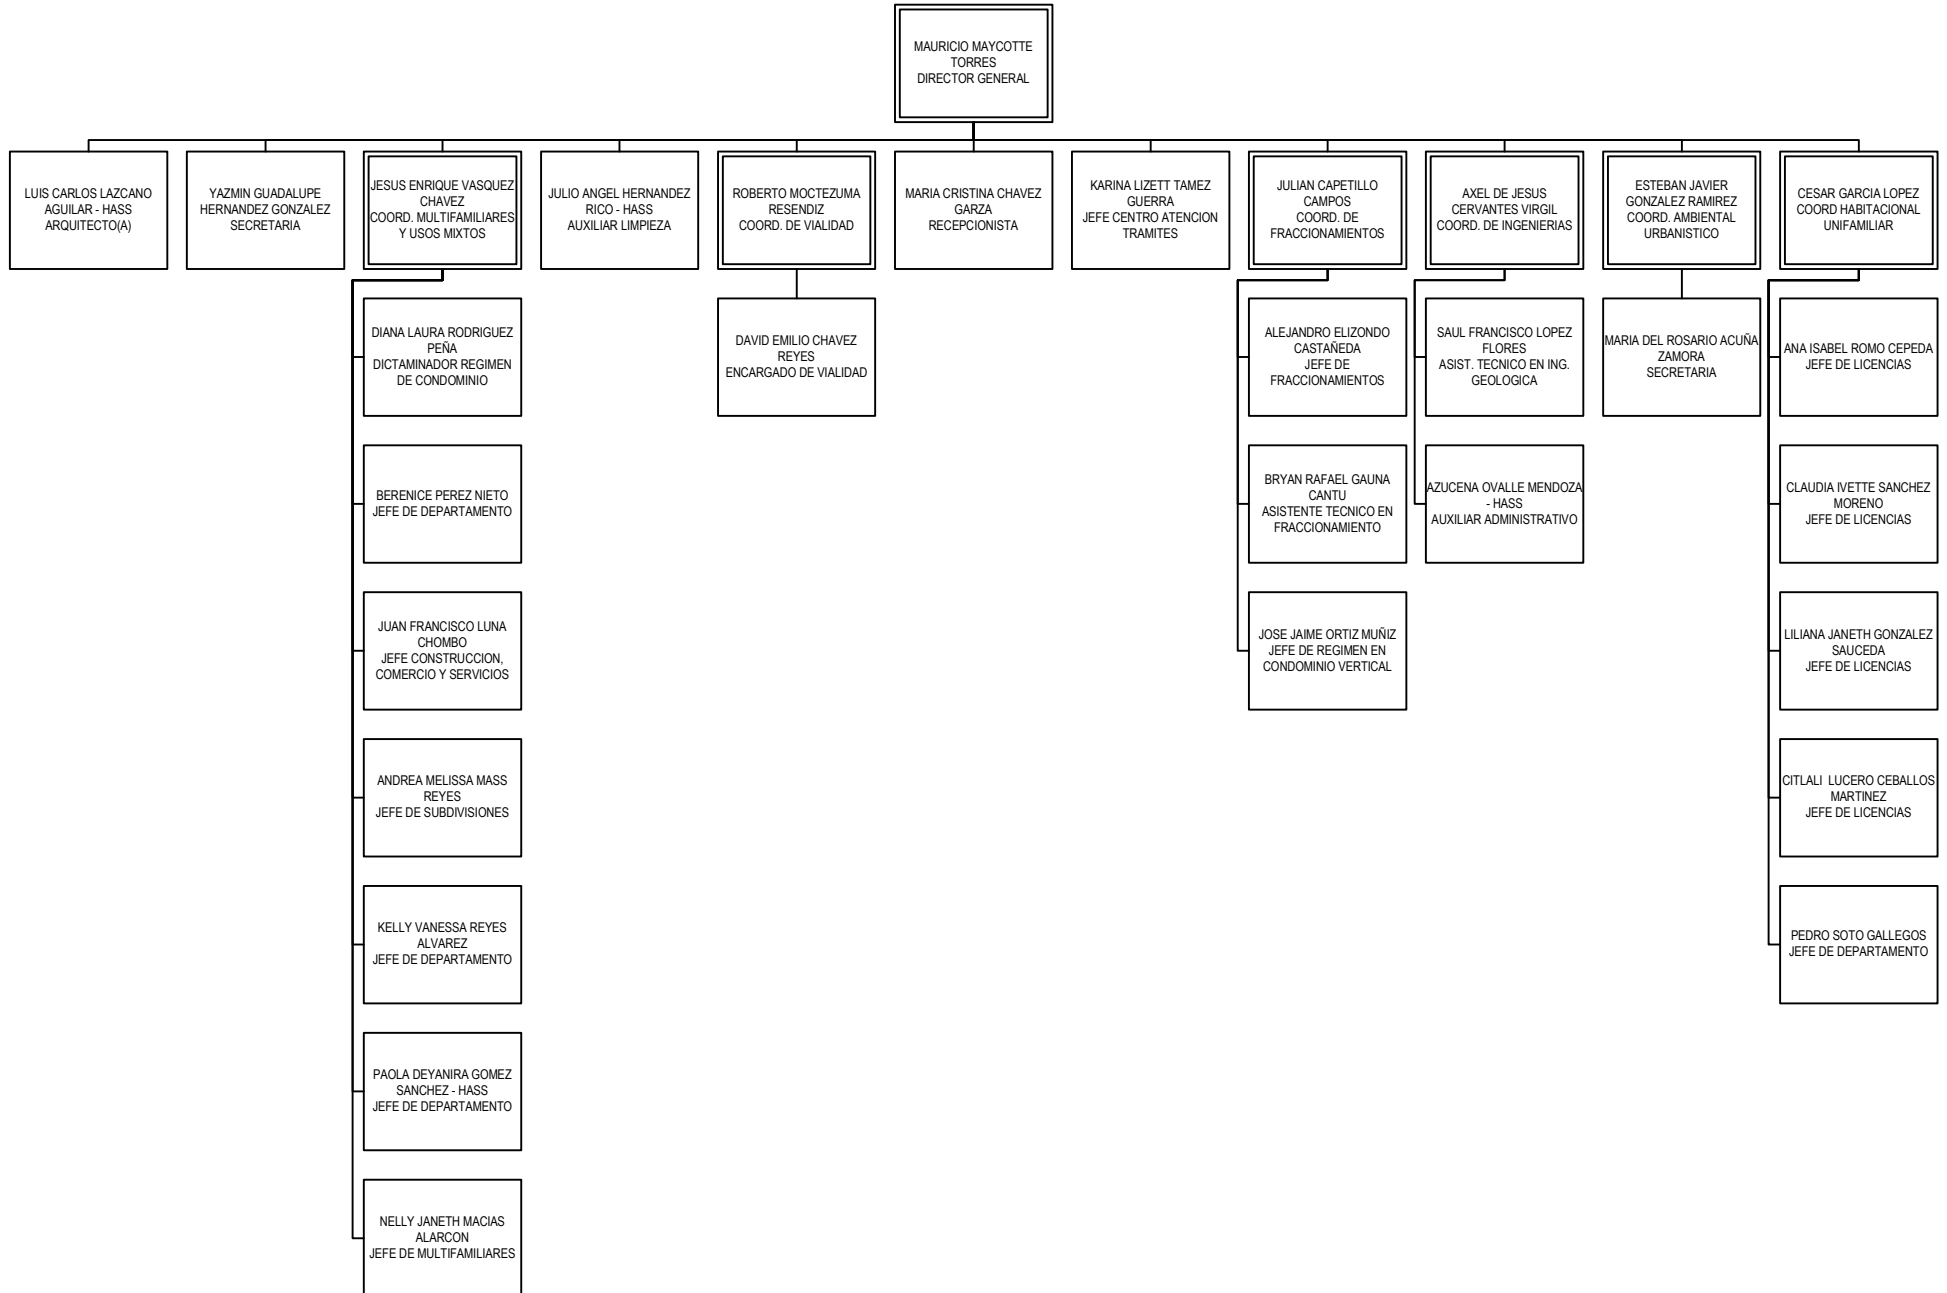 MAURICIO MAYCOTTE
TORRES
DIRECTOR GENERAL
LUIS CARLOS LAZCANO
AGUILAR - HASS
ARQUITECTO(A)
YAZMIN GUADALUPE
HERNANDEZ GONZALEZ
SECRETARIA
JESUS ENRIQUE VASQUEZ
CHAVEZ
COORD. MULTIFAMILIARES
Y USOS MIXTOS
JULIO ANGEL HERNANDEZ
RICO - HASS
AUXILIAR LIMPIEZA
ROBERTO MOCTEZUMA
RESENDIZ
COORD. DE VIALIDAD
MARIA CRISTINA CHAVEZ
GARZA
RECEPCIONISTA
KARINA LIZETT TAMEZ
GUERRA
JEFE CENTRO ATENCION
TRAMITES
JULIAN CAPETILLO
CAMPOS
COORD. DE
FRACCIONAMIENTOS
AXEL DE JESUS
CERVANTES VIRGIL
COORD. DE INGENIERIAS
ESTEBAN JAVIER
GONZALEZ RAMIREZ
COORD. AMBIENTAL
URBANISTICO
CESAR GARCIA LOPEZ
COORD HABITACIONAL
UNIFAMILIAR
DIANA LAURA RODRIGUEZ
PEÑA
DICTAMINADOR REGIMEN
DE CONDOMINIO
DAVID EMILIO CHAVEZ
REYES
ENCARGADO DE VIALIDAD
ALEJANDRO ELIZONDO
CASTAÑEDA
JEFE DE
FRACCIONAMIENTOS
SAUL FRANCISCO LOPEZ
FLORES
ASIST. TECNICO EN ING.
GEOLOGICA
MARIA DEL ROSARIO ACUÑA
ZAMORA
SECRETARIA
ANA ISABEL ROMO CEPEDA
JEFE DE LICENCIAS
BERENICE PEREZ NIETO
JEFE DE DEPARTAMENTO
BRYAN RAFAEL GAUNA
CANTU
ASISTENTE TECNICO EN
FRACCIONAMIENTO
AZUCENA OVALLE MENDOZA
- HASS
AUXILIAR ADMINISTRATIVO
CLAUDIA IVETTE SANCHEZ
MORENO
JEFE DE LICENCIAS
JUAN FRANCISCO LUNA
CHOMBO
JEFE CONSTRUCCION,
COMERCIO Y SERVICIOS
JOSE JAIME ORTIZ MUÑIZ
JEFE DE REGIMEN EN
CONDOMINIO VERTICAL
LILIANA JANETH GONZALEZ
SAUCEDA
JEFE DE LICENCIAS
ANDREA MELISSA MASS
REYES
JEFE DE SUBDIVISIONES
CITLALI  LUCERO CEBALLOS
MARTINEZ
JEFE DE LICENCIAS
KELLY VANESSA REYES
ALVAREZ
JEFE DE DEPARTAMENTO
PEDRO SOTO GALLEGOS
JEFE DE DEPARTAMENTO
PAOLA DEYANIRA GOMEZ
SANCHEZ - HASS
JEFE DE DEPARTAMENTO
NELLY JANETH MACIAS
ALARCON
JEFE DE MULTIFAMILIARES